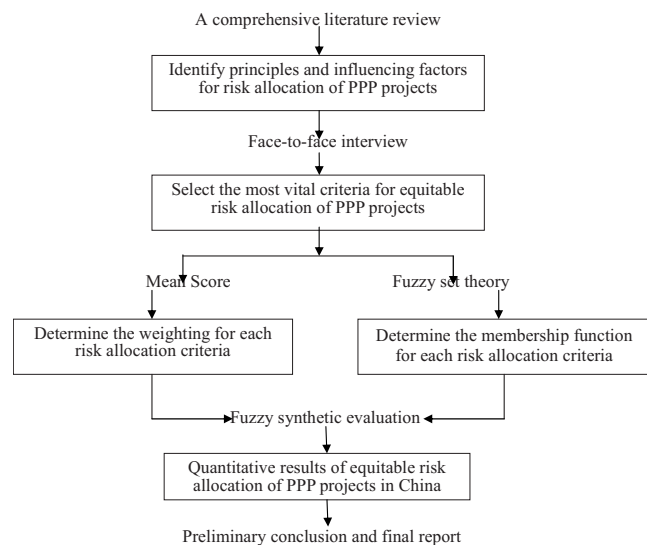 A comprehensive literature review
Identify principles and influencing factors
for risk allocation of PPP projects
Face-to-face interview
Select the most vital criteria for equitable
risk allocation of PPP projects
Mean Score
Fuzzy set theory
Determine the weighting for each
risk allocation criteria
Determine the membership function
for each risk allocation criteria
Fuzzy synthetic evaluation
Quantitative results of equitable risk
allocation of PPP projects in China
Preliminary conclusion and final report